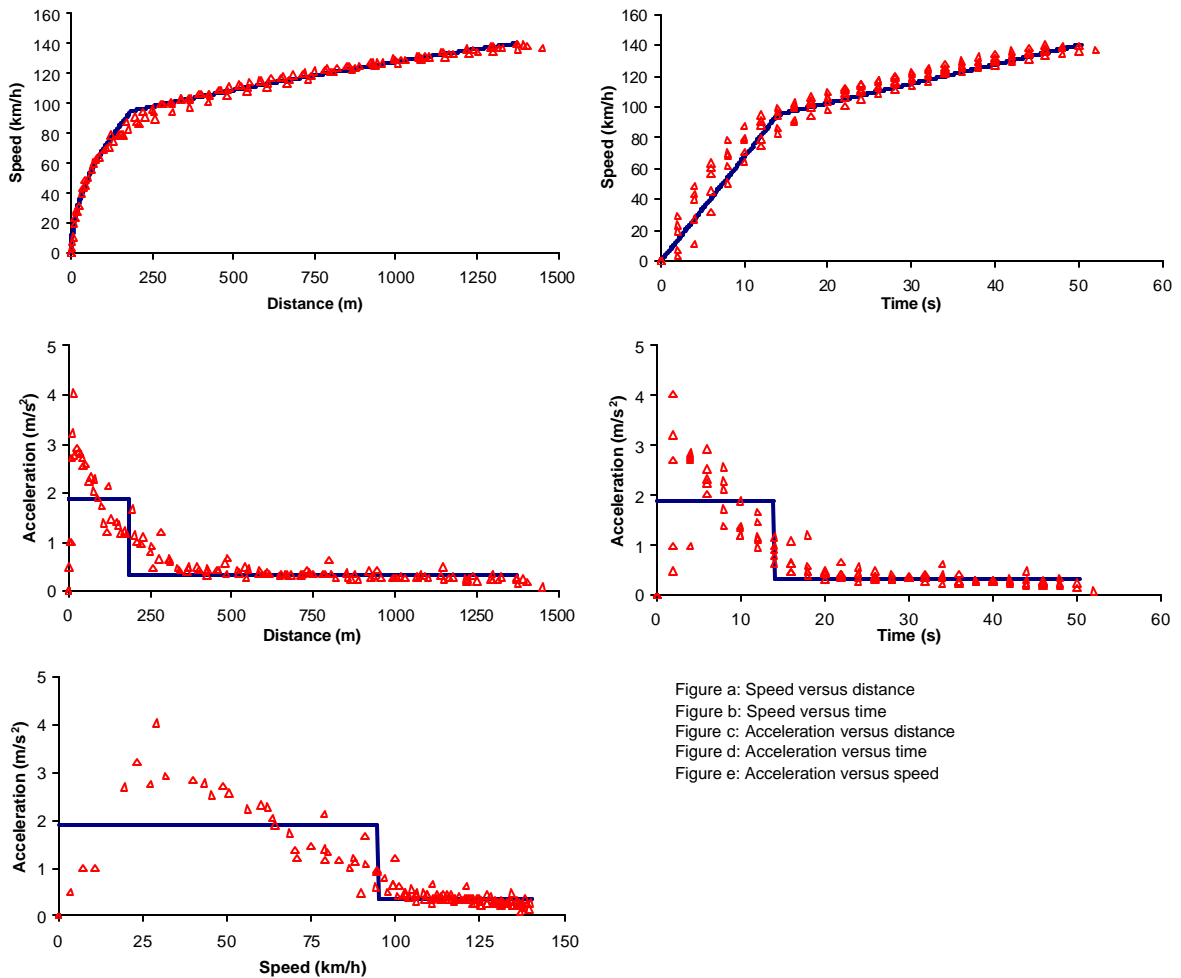 160
140
120
100
80
60
40
20
0
Speed (km/h)
0 250 500 750 1000 1250 1500
Distance (m)
160
140
120
100
80
60
40
20
0
Speed (km/h)
0 10 20 30 40 50 60
Time (s)
5
4
3
2
1
0
Acceleration (m/s²)
0 250 500 750 1000 1250 1500
Distance (m)
5
4
3
2
1
0
Acceleration (m/s²)
0 10 20 30 40 50 60
Time (s)
5
4
3
2
1
0
Acceleration (m/s²)
0 25 50 75 100 125 150
Speed (km/h)
Figure a: Speed versus distance
Figure b: Speed versus time
Figure c: Acceleration versus distance
Figure d: Acceleration versus time
Figure e: Acceleration versus speed